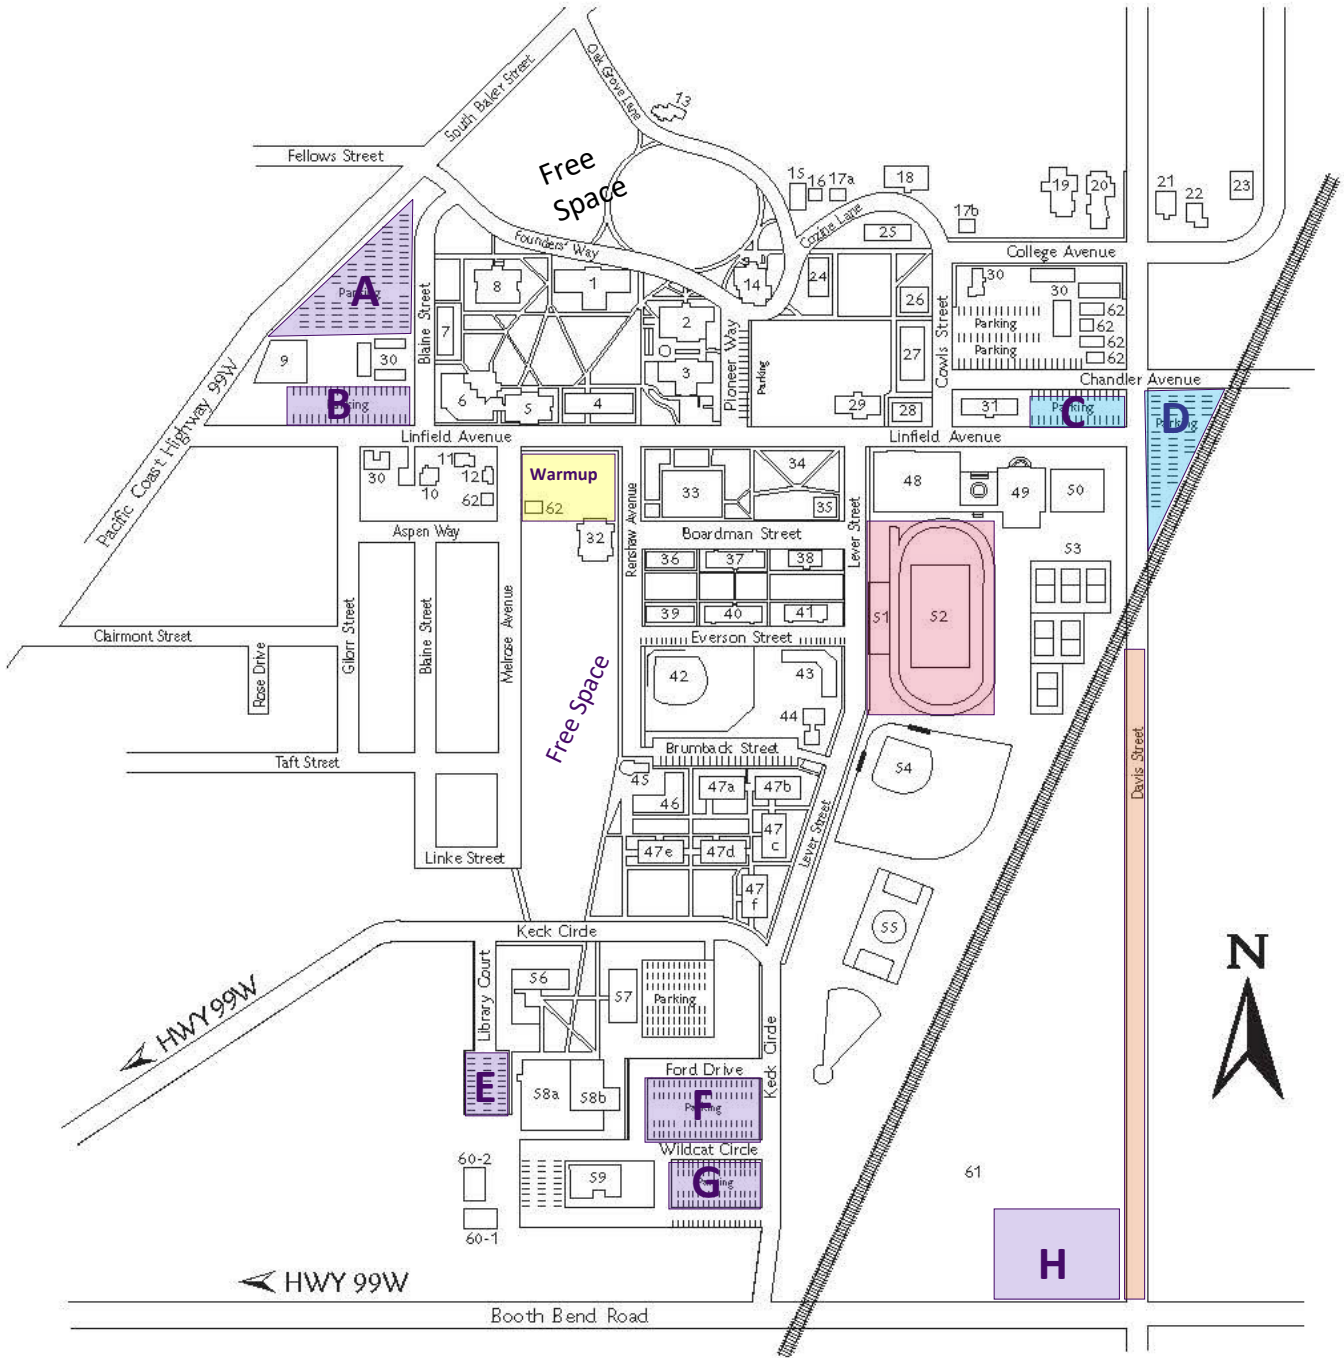 Oak Grove Lane
South Baker Street
13
Fellows Street
Free
Space
15
16
17a
18
19
20
21
22
23
17b
Cozine Lane
25
Founders' Way
College Avenue
A
Parking
Blaine Street
8
1
14
24
30
30
26
7
2
Pioneer Way
Parking
Cowls Street
Parking
62
62
62
62
Parking
27
9
30
3
Chandler Avenue
Pacific Coast Highway 99W
B
Parking
6
5
4
29
28
31
C
Parking
D
Parking
Linfield Avenue
Linfield Avenue
30
11
10
12
62
Warmup
62
32
33
34
35
48
49
50
Aspen Way
Renshaw Avenue
Boardman Street
Lever Street
53
36
37
38
39
40
41
51
52
Clairmont Street
Rose Drive
Gilorr Street
Blaine Street
Melrose Avenue
Everson Street
Free Space
42
43
44
Brumback Street
Taft Street
45
46
47a
47b
54
Davis Street
47
c
47e
47d
Lever Street
Linke Street
47
f
55
Keck Circle
N
HWY 99W
Library Court
56
57
Parking
Keck Circle
E
58a
58b
Ford Drive
F
Parking
Wildcat Circle
60-2
59
G
Parking
61
60-1
H
HWY 99W
Booth Bend Road